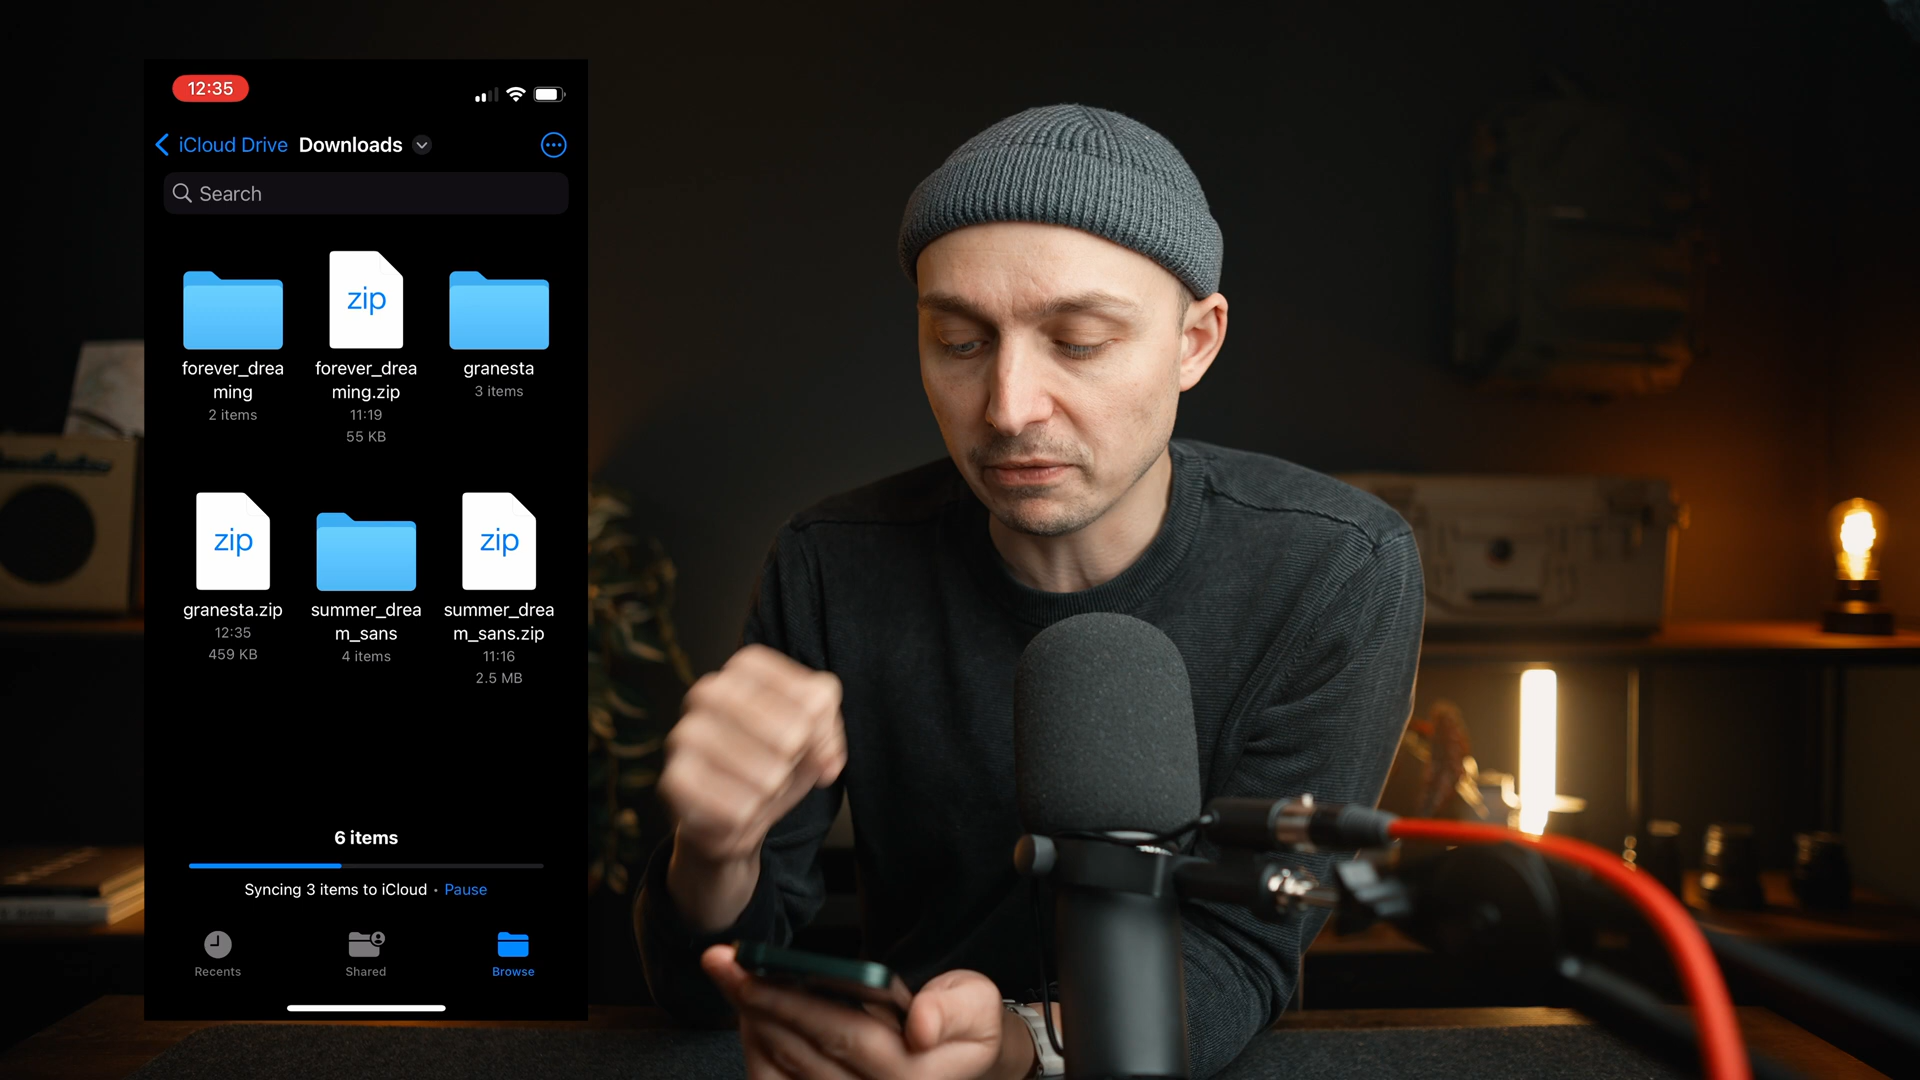 12:35
iCloud Drive Downloads
Search
zip
forever_drea
ming
2 items
forever_drea
ming.zip
11:19
55 KB
granesta
3 items
zip
granesta.zip
12:35
459 KB
summer_drea
m_sans
4 items
zip
summer_drea
m_sans.zip
11:16
2.5 MB
6 items
Syncing 3 items to iCloud · Pause
Recents
Shared
Browse